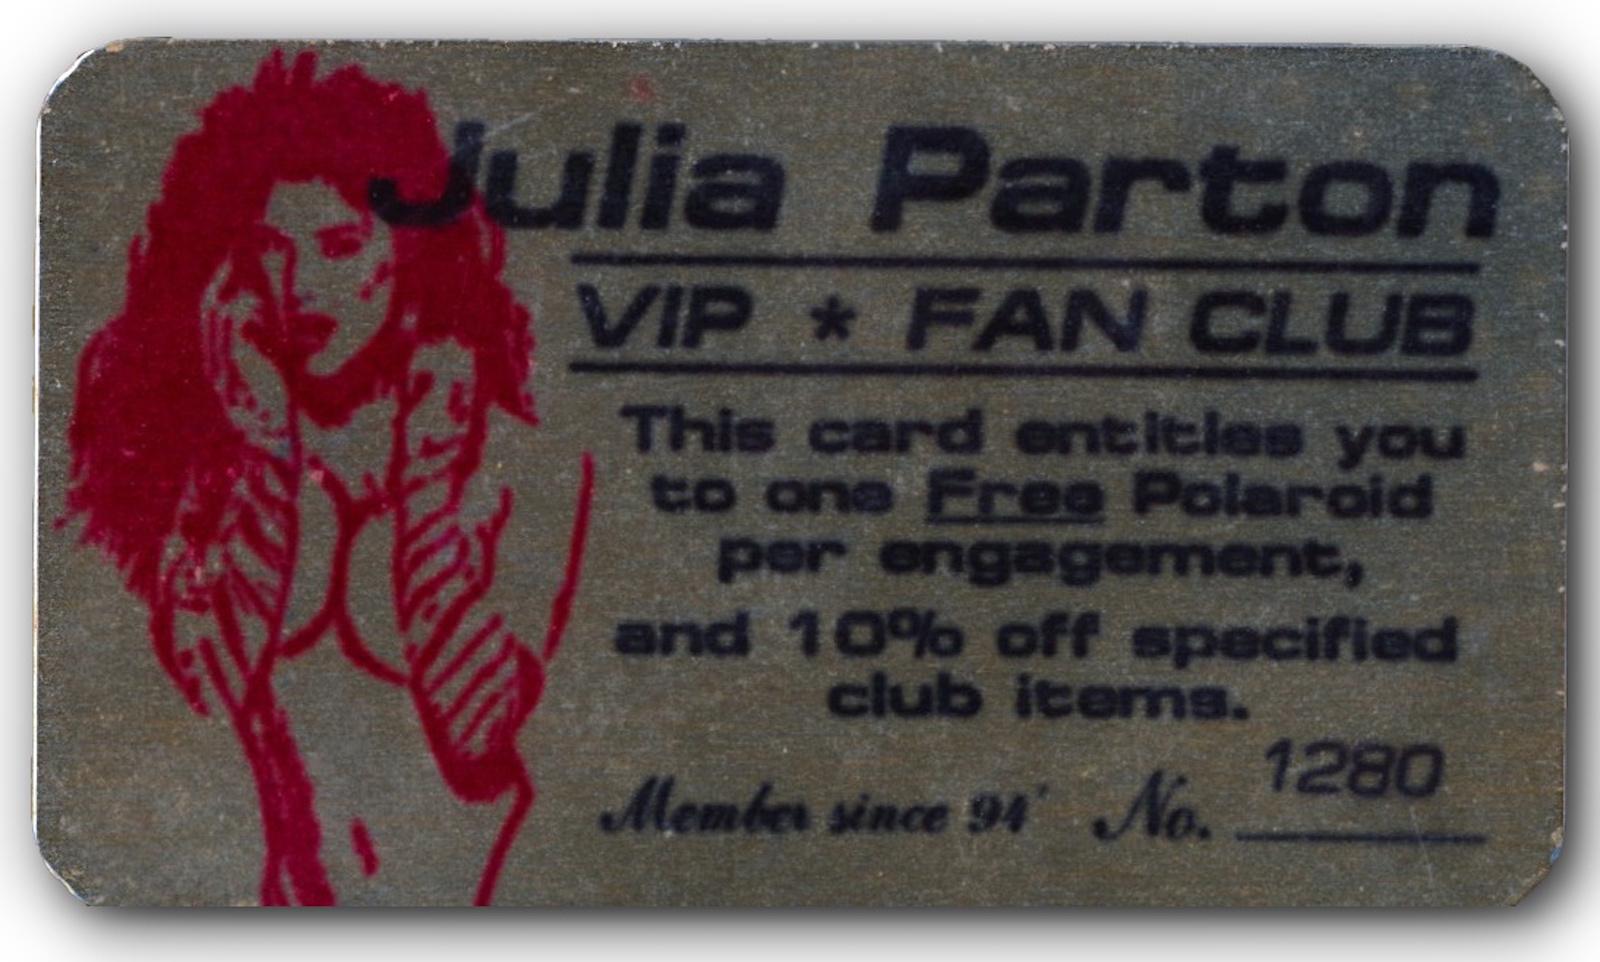 Julia Parton
VIP * FAN CLUB
This card entitles you
to one Free Polaroid
per engagement,
and 10% off specified
club items.
Member since 94' No. 1280